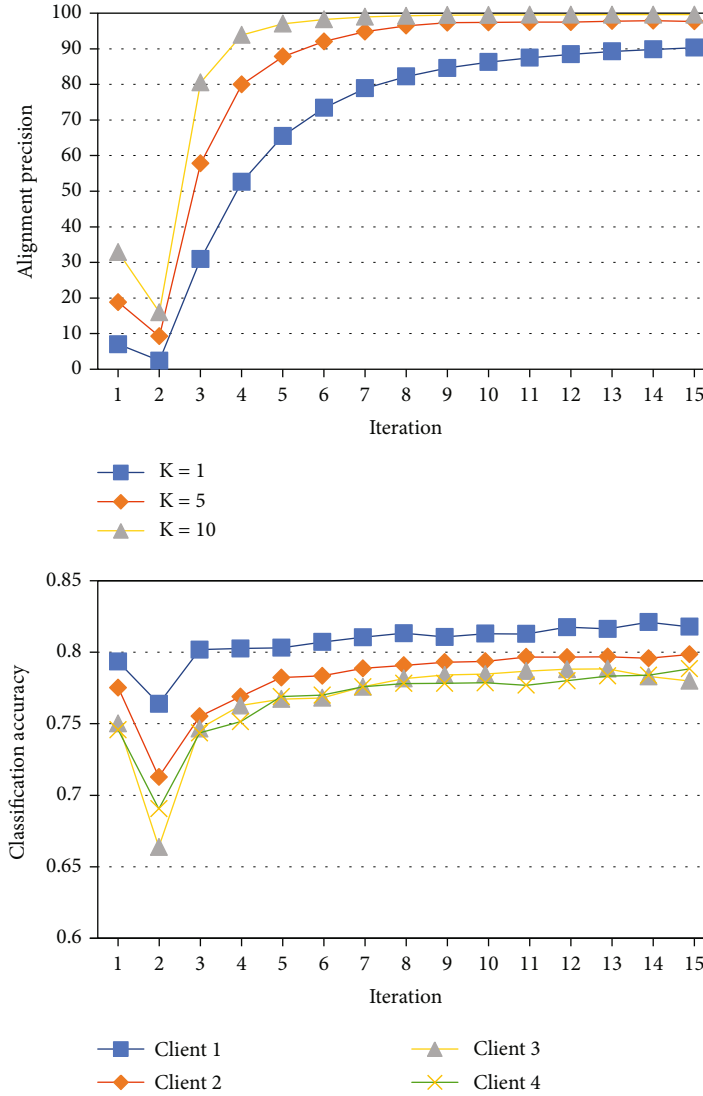 100
90
80
70
60
50
40
30
20
10
0
Alignment precision
1 2 3 4 5 6 7 8 9 10 11 12 13 14 15
Iteration
K = 1
K = 5
K = 10
0.85
0.8
0.75
0.7
0.65
0.6
Classification accuracy
1 2 3 4 5 6 7 8 9 10 11 12 13 14 15
Iteration
Client 1 Client 3
Client 2 Client 4